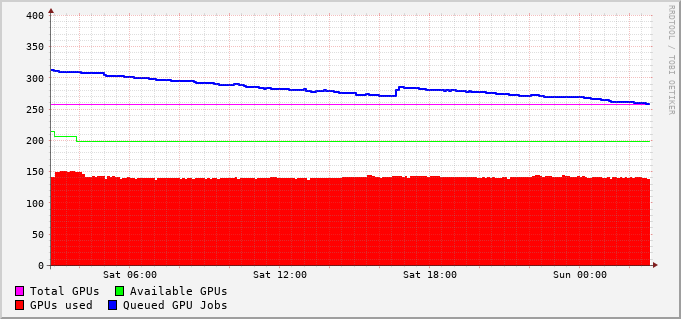 400
350
300
250
200
150
100
50
0
Sat 06:00 Sat 12:00 Sat 18:00 Sun 00:00
Total GPUs Available GPUs
GPUs used Queued GPU Jobs
RRDTOOL / TOBI OETIKER